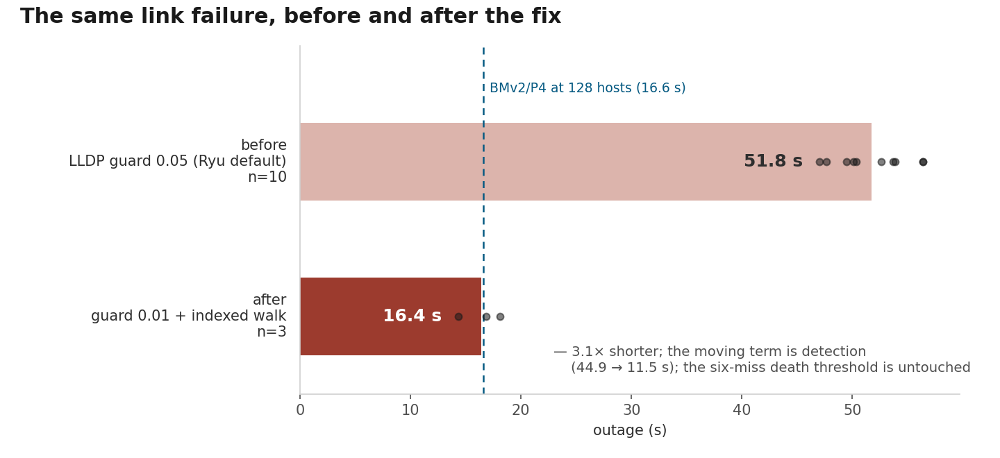 The same link failure, before and after the fix
BMv2/P4 at 128 hosts (16.6 s)
before
LLDP guard 0.05 (Ryu default)
n=10
51.8 s
after
guard 0.01 + indexed walk
n=3
16.4 s
— 3.1× shorter; the moving term is detection
(44.9 → 11.5 s); the six-miss death threshold is untouched
0 10 20 30 40 50
outage (s)